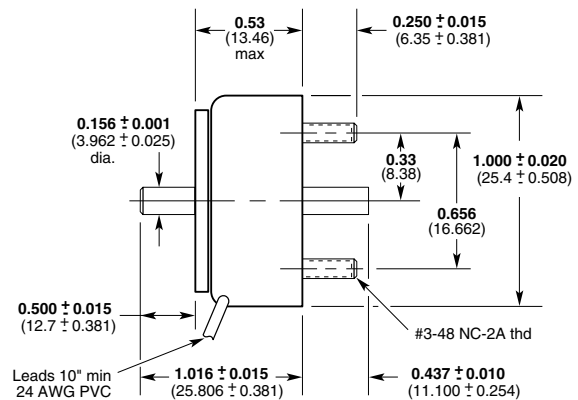 0.53
(13.46)
max
0.250 ± 0.015
(6.35 ± 0.381)
0.156 ± 0.001
(3.962 ± 0.025)
dia.
0.33
(8.38)
1.000 ± 0.020
(25.4 ± 0.508)
0.656
(16.662)
0.500 ± 0.015
(12.7 ± 0.381)
#3-48 NC-2A thd
Leads 10" min
24 AWG PVC
1.016 ± 0.015
(25.806 ± 0.381)
0.437 ± 0.010
(11.100 ± 0.254)